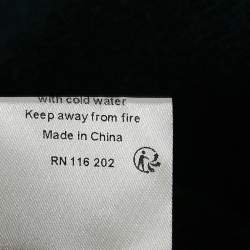 with cold water
Keep away from fire
Made in China
RN 116 202